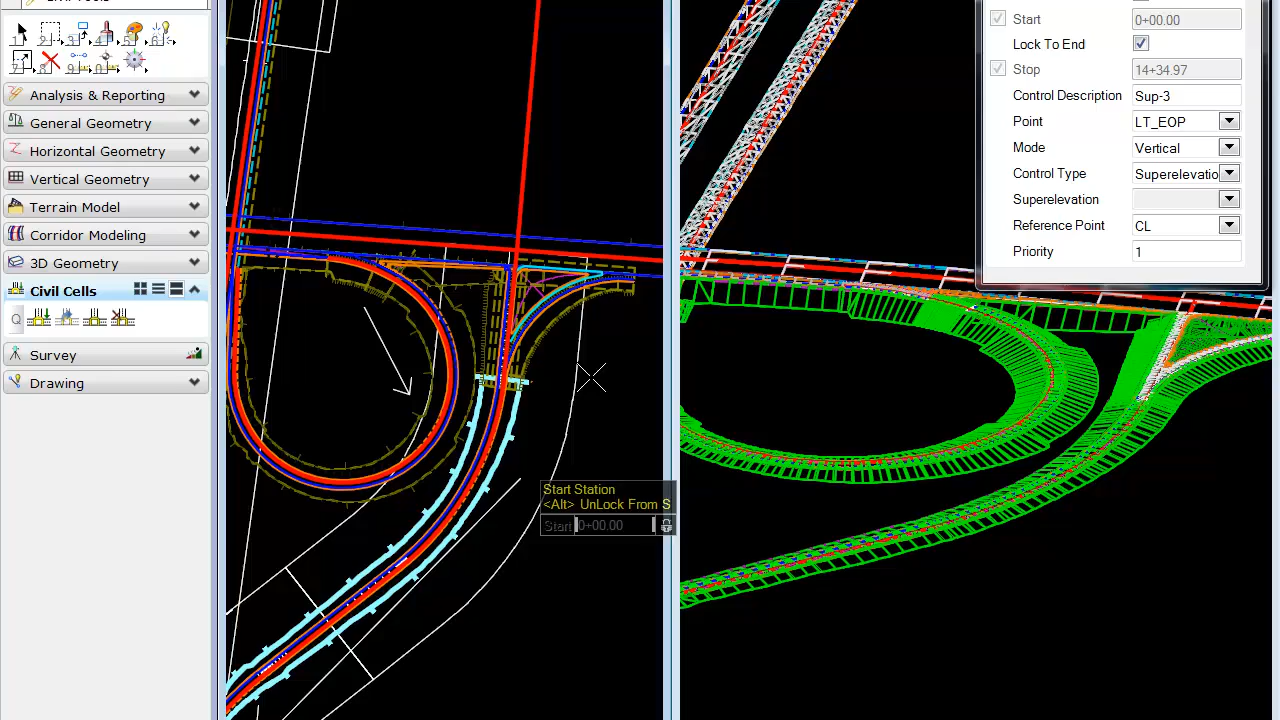 Analysis & Reporting
General Geometry
Horizontal Geometry
Vertical Geometry
Terrain Model
Corridor Modeling
3D Geometry
Civil Cells
Q
Survey
Drawing
Start Station
<Alt> UnLock From S
Start 0+00.00
Start 0+00.00
Lock To End
Stop 14+34.97
Control Description Sup-3
Point LT_EOP
Mode Vertical
Control Type Superelevatio
Superelevation
Reference Point CL
Priority 1